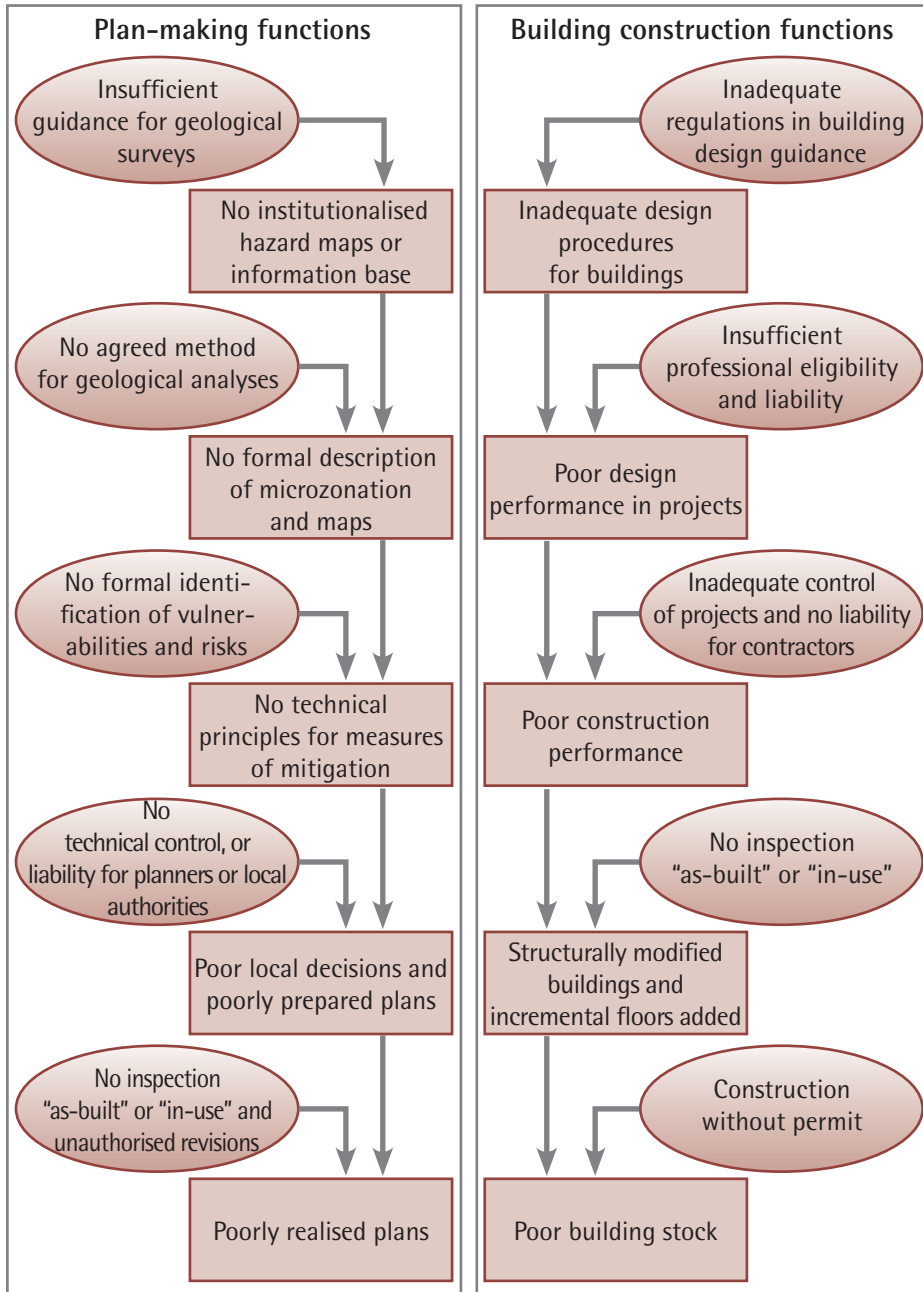 Plan-making functions
Insufficient
guidance for geological
surveys
No institutionalised
hazard maps or
information base
No agreed method
for geological analyses
No formal description
of microzonation
and maps
No formal identi-
fication of vulner-
abilities and risks
No technical
principles for measures
of mitigation
No
technical control, or
liability for planners or local
authorities
Poor local decisions and
poorly prepared plans
No inspection
“as-built” or “in-use” and
unauthorised revisions
Poorly realised plans
Building construction functions
Inadequate
regulations in building
design guidance
Inadequate design
procedures
for buildings
Insufficient
professional eligibility
and liability
Poor design
performance in projects
Inadequate control
of projects and no liability
for contractors
Poor construction
performance
No inspection
“as-built” or “in-use”
Structurally modified
buildings and
incremental floors added
Construction
without permit
Poor building stock